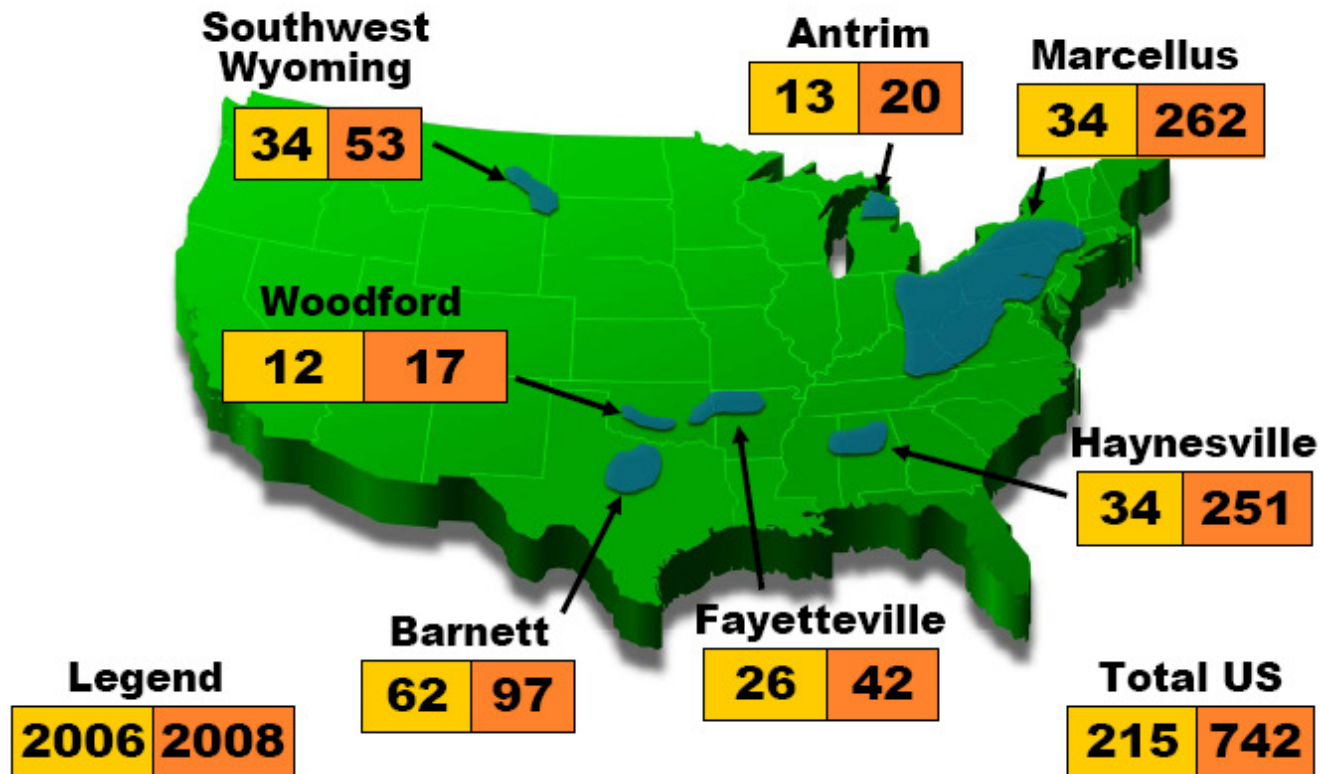 Southwest
Wyoming
34 53
Antrim
13 20
Marcellus
34 262
Woodford
12 17
Haynesville
34 251
Barnett
62 97
Fayetteville
26 42
Legend
2006 2008
Total US
215 742